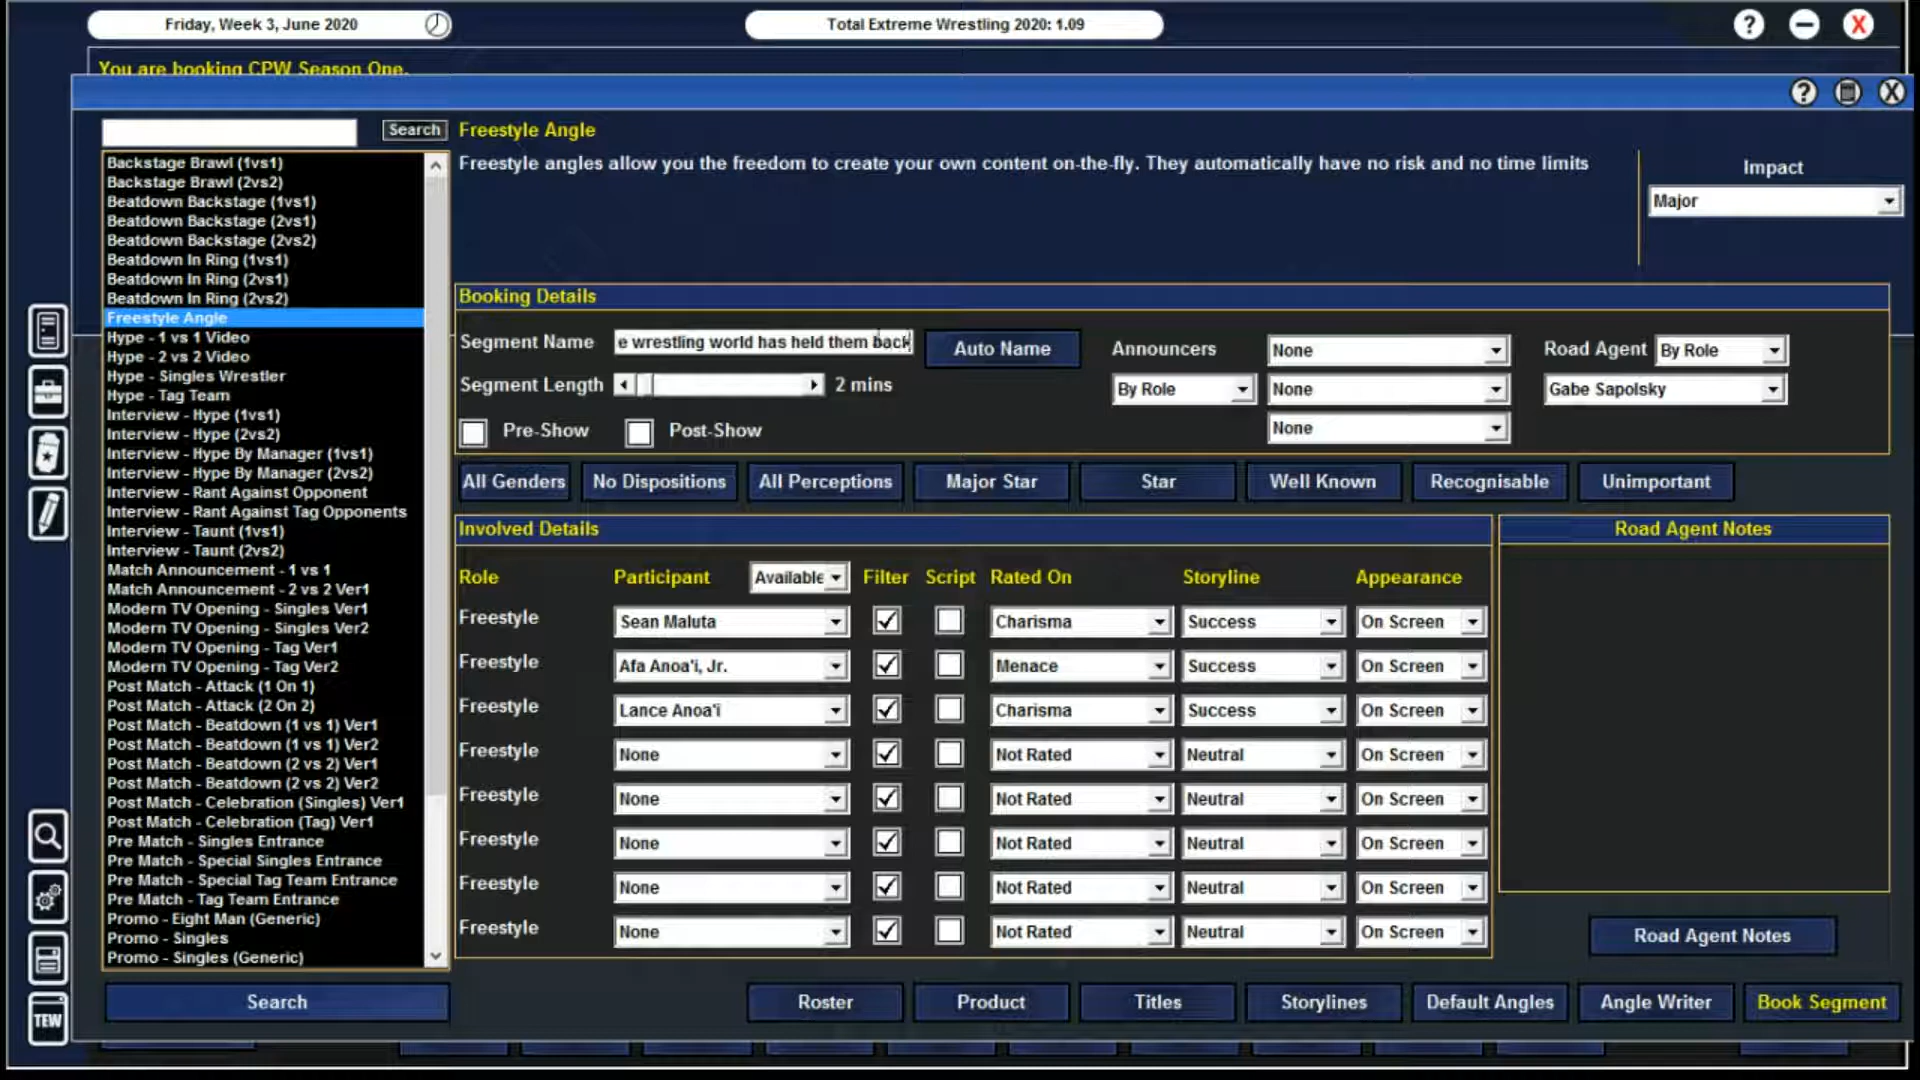 Friday, Week 3, June 2020
Total Extreme Wrestling 2020: 1.09
?
X
You are booking CPW Season One.
?
X
Search
Backstage Brawl (1vs1)
Backstage Brawl (2vs2)
Beatdown Backstage (1vs1)
Beatdown Backstage (2vs1)
Beatdown Backstage (2vs2)
Beatdown In Ring (1vs1)
Beatdown In Ring (2vs1)
Beatdown In Ring (2vs2)
Freestyle Angle
Hype - 1 vs 1 Video
Hype - 2 vs 2 Video
Hype - Singles Wrestler
Hype - Tag Team
Interview - Hype (1vs1)
Interview - Hype (2vs2)
Interview - Hype By Manager (1vs1)
Interview - Hype By Manager (2vs2)
Interview - Rant Against Opponent
Interview - Rant Against Tag Opponents
Interview - Taunt (1vs1)
Interview - Taunt (2vs2)
Match Announcement - 1 vs 1
Match Announcement - 2 vs 2 Ver1
Modern TV Opening - Singles Ver1
Modern TV Opening - Singles Ver2
Modern TV Opening - Tag Ver1
Modern TV Opening - Tag Ver2
Post Match - Attack (1 On 1)
Post Match - Attack (2 On 2)
Post Match - Beatdown (1 vs 1) Ver1
Post Match - Beatdown (1 vs 1) Ver2
Post Match - Beatdown (2 vs 2) Ver1
Post Match - Beatdown (2 vs 2) Ver2
Post Match - Celebration (Singles) Ver1
Post Match - Celebration (Tag) Ver1
Pre Match - Singles Entrance
Pre Match - Special Singles Entrance
Pre Match - Special Tag Team Entrance
Pre Match - Tag Team Entrance
Promo - Eight Man (Generic)
Promo - Singles
Promo - Singles (Generic)
Search
TEW
Freestyle Angle
Freestyle angles allow you the freedom to create your own content on-the-fly. They automatically have no risk and no time limits
Impact
Major
Booking Details
Segment Name e wrestling world has held them back Auto Name Announcers None Road Agent By Role
Segment Length 2 mins By Role None Gabe Sapolsky
Pre-Show Post-Show None
All Genders No Dispositions All Perceptions Major Star Star Well Known Recognisable Unimportant
Involved Details
Role Participant Available Filter Script Rated On Storyline Appearance
Freestyle Sean Maluta Charisma Success On Screen
Freestyle Afa Anoa'i, Jr. Menace Success On Screen
Freestyle Lance Anoa'i Charisma Success On Screen
Freestyle None Not Rated Neutral On Screen
Freestyle None Not Rated Neutral On Screen
Freestyle None Not Rated Neutral On Screen
Freestyle None Not Rated Neutral On Screen
Freestyle None Not Rated Neutral On Screen
Road Agent Notes
Road Agent Notes
Roster Product Titles Storylines Default Angles Angle Writer Book Segment